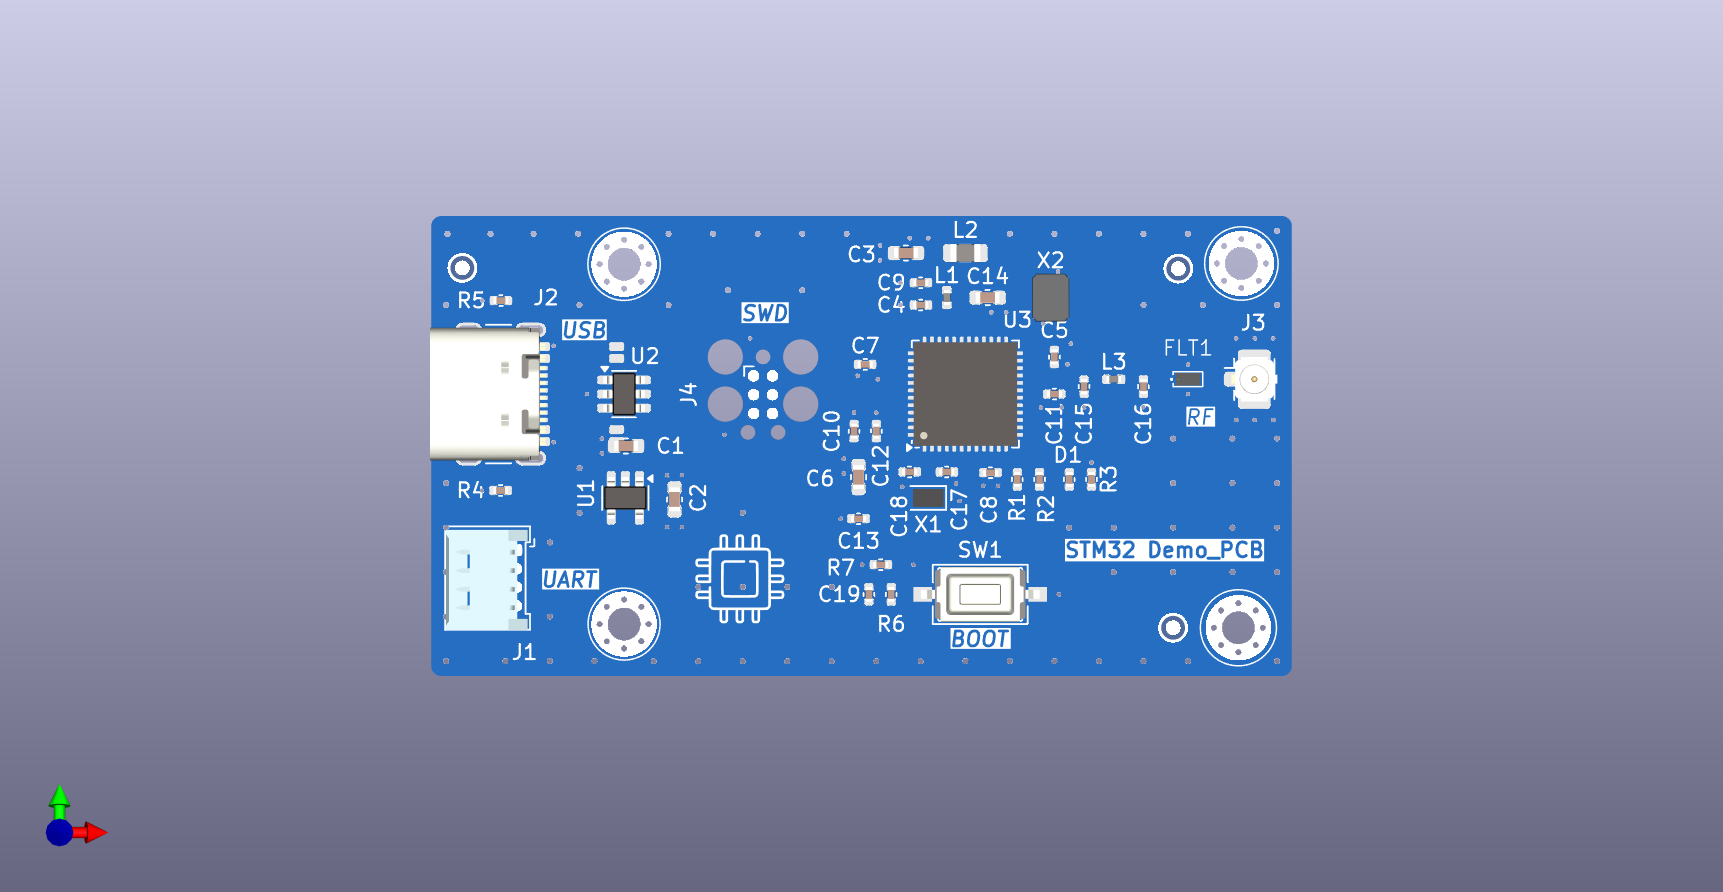 L2
C3
X2
L1 C14
C9
R5 J2
C4
SWD
U3
J3
USB
C5
C7
FLT1
U2
L3
J4
RF
C10
C11
C15
C16
C1
D1
C12
C6
R3
R4
U1
C2
C18
X1
C17
C8
R1
R2
C13
SW1
STM32 Demo_PCB
R7
UART
C19
R6
BOOT
J1